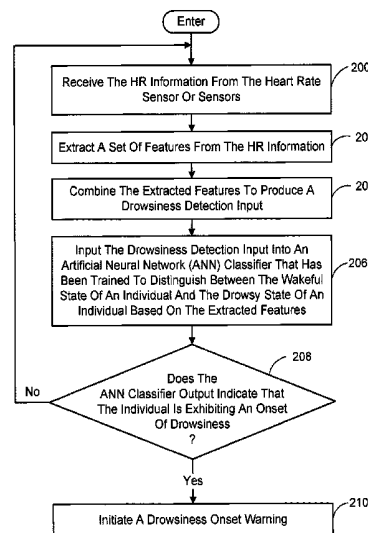 Enter
200
Receive The HR Information From The Heart Rate
Sensor Or Sensors
20
Extract A Set Of Features From The HR Information
20
Combine The Extracted Features To Produce A
Drowsiness Detection Input
Input The Drowsiness Detection Input Into An
Artificial Neural Network (ANN) Classifier That Has
Been Trained To Distinguish Between The Wakeful
State Of An Individual And The Drowsy State Of An
Individual Based On The Extracted Features
206
208
Does The
ANN Classifier Output Indicate That
The Individual Is Exhibiting An Onset
Of Drowsiness
?
No
Yes
210
Initiate A Drowsiness Onset Warning